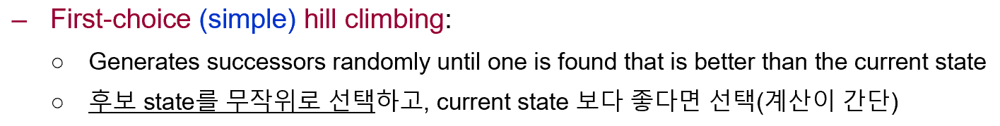 – First-choice (simple) hill climbing:
○ Generates successors randomly until one is found that is better than the current state
○ 후보 state를 무작위로 선택하고, current state 보다 좋다면 선택(계산이 간단)